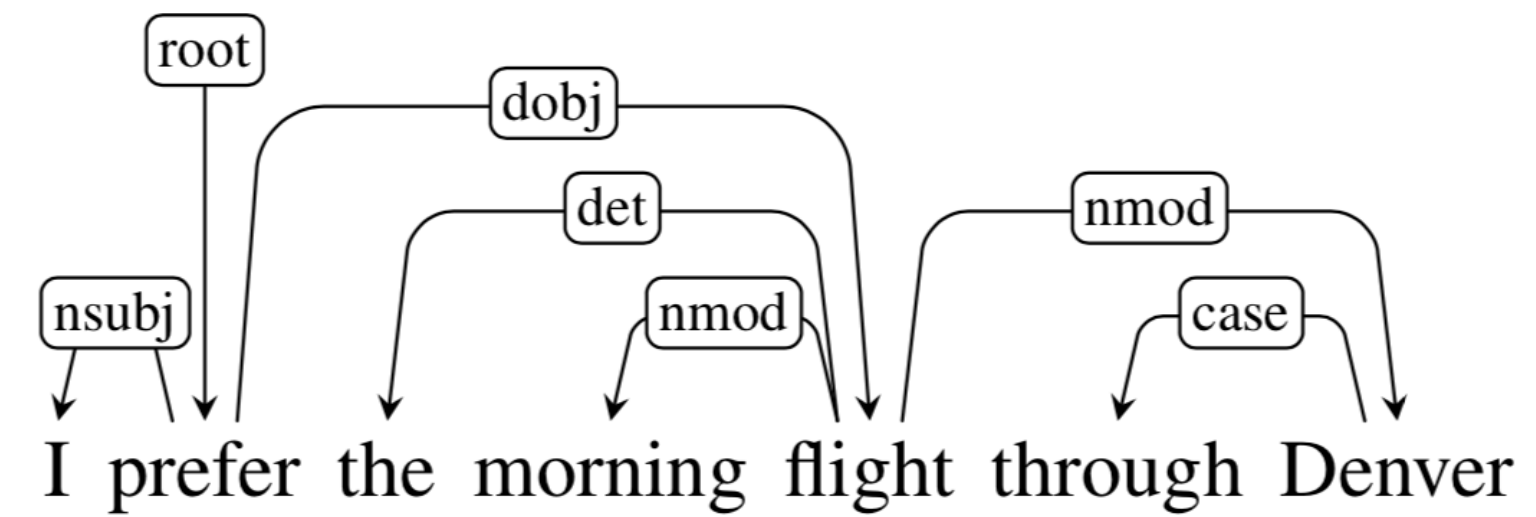 root
dobj
det nmod
nsubj nmod case
I prefer the morning flight through Denver